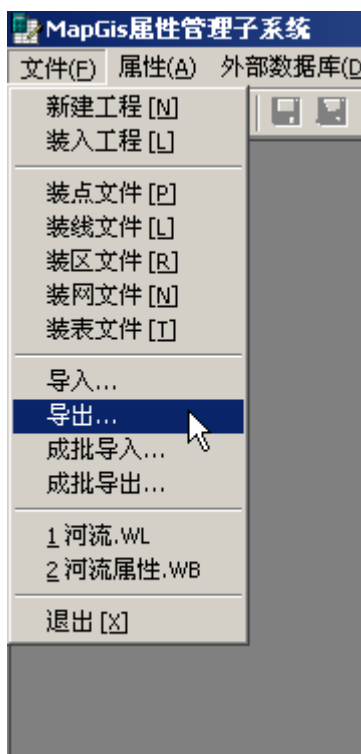 MapGis属性管理子系统
文件(F) 属性(A) 外部数据库(D
新建工程 [N]
装入工程 [L]
装点文件 [P]
装线文件 [L]
装区文件 [R]
装网文件 [N]
装表文件 [T]
导入...
导出...
成批导入...
成批导出...
1 河流.WL
2 河流属性.WB
退出 [X]